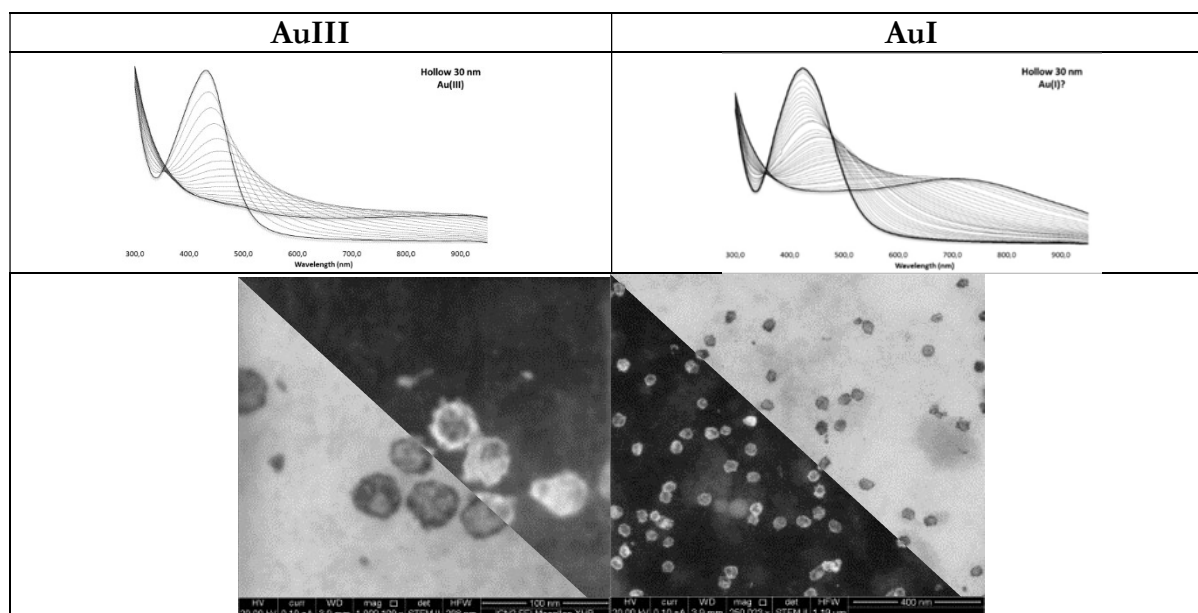 AuIII
AuI
Hollow 30 nm
Au(III)
300,0 400,0 500,0 600,0 700,0 800,0 900,0
Wavelength (nm)
Hollow 30 nm
Au(I)?
300,0 400,0 500,0 600,0 700,0 800,0 900,0
Wavelength (nm)
HV curr WD mag det HFW 100 nm
HV curr WD mag det HFW 400 nm